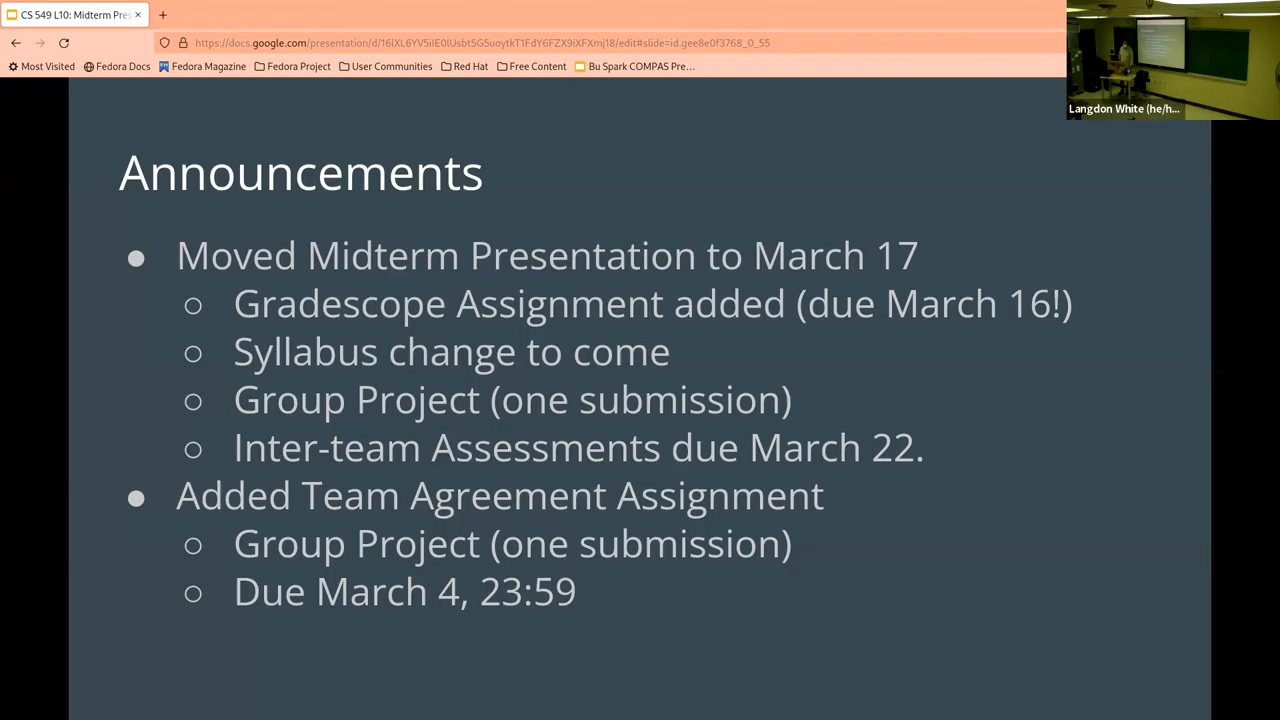 CS 549 L10: Midterm Pres
https://docs.google.com/presentation/d/16lXL6YV5iIE0lUsbt5G5uoytkT1FdY6FZX9iXFXmj18/edit#slide=id.gee8e0f3768_0_55
Most Visited Fedora Docs Fedora Magazine Fedora Project User Communities Red Hat Free Content Bu Spark COMPAS Pre…
Langdon White (he/h...
Announcements
● Moved Midterm Presentation to March 17
○ Gradescope Assignment added (due March 16!)
○ Syllabus change to come
○ Group Project (one submission)
○ Inter-team Assessments due March 22.
● Added Team Agreement Assignment
○ Group Project (one submission)
○ Due March 4, 23:59